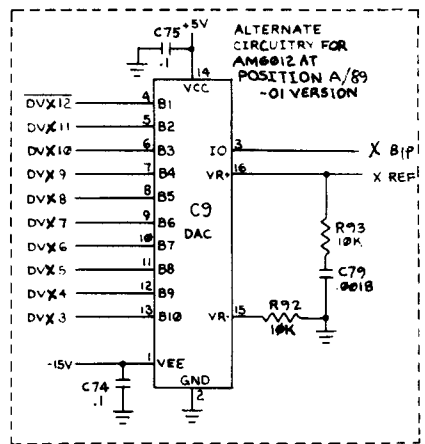 +5V
C75
.1
ALTERNATE
CIRCUITRY FOR
AM6012 AT
POSITION A/B9
-01 VERSION
14
VCC
DVX12 4 B1
DVX11 5 B2
DVX10 6 B3
DVX9 7 B4
DVX8 8 B5
DVX7 9 B6
DVX6 10 B7
DVX5 11 B8
DVX4 12 B9
DVX3 13 B10
IO 3 X BIP
VR+ 16 X REF
C9
DAC
R93
10K
C79
.001B
VR- 15 R92
10K
-15V 1 VEE
C74
.1
GND
2